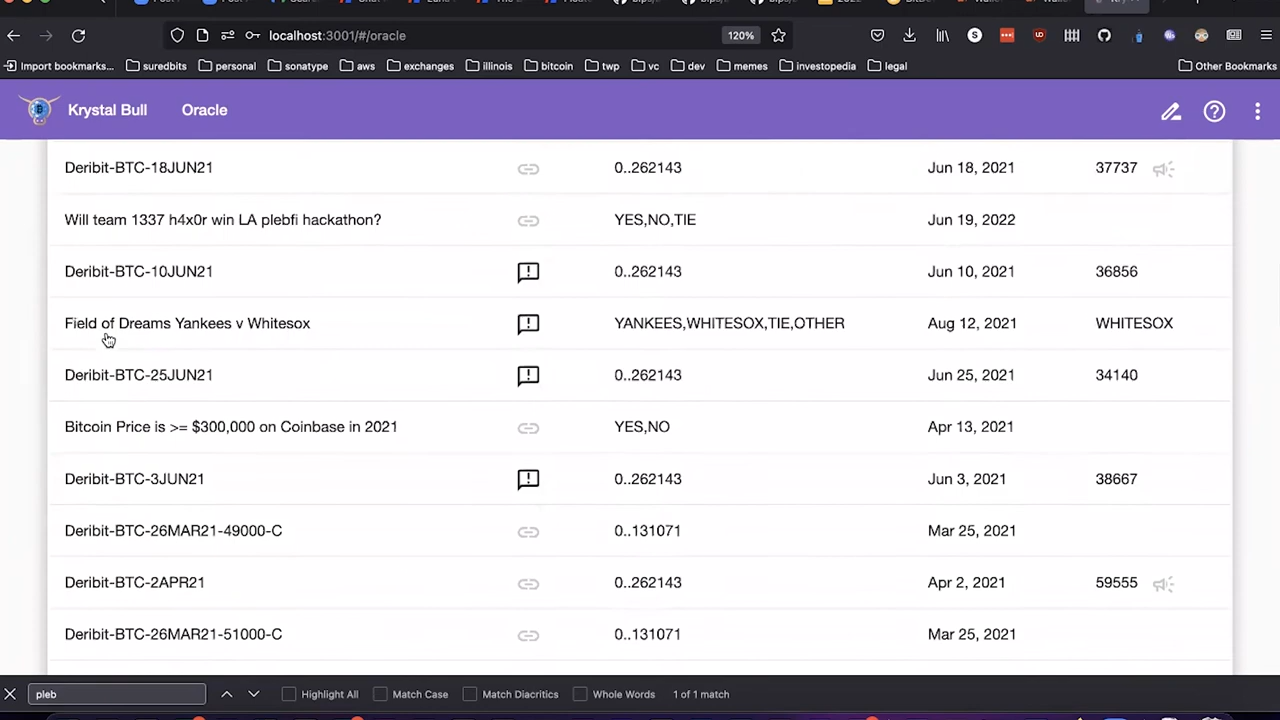 localhost:3001/#/oracle
120%
Import bookmarks...
suredbits
personal
sonatype
aws
exchanges
illinois
bitcoin
twp
vc
dev
memes
investopedia
legal
Other Bookmarks
Krystal Bull
Oracle
Deribit-BTC-18JUN21 0..262143 Jun 18, 2021 37737
Will team 1337 h4x0r win LA plebfi hackathon? YES,NO,TIE Jun 19, 2022
Deribit-BTC-10JUN21 0..262143 Jun 10, 2021 36856
Field of Dreams Yankees v Whitesox YANKEES,WHITESOX,TIE,OTHER Aug 12, 2021 WHITESOX
Deribit-BTC-25JUN21 0..262143 Jun 25, 2021 34140
Bitcoin Price is >= $300,000 on Coinbase in 2021 YES,NO Apr 13, 2021
Deribit-BTC-3JUN21 0..262143 Jun 3, 2021 38667
Deribit-BTC-26MAR21-49000-C 0..131071 Mar 25, 2021
Deribit-BTC-2APR21 0..262143 Apr 2, 2021 59555
Deribit-BTC-26MAR21-51000-C 0..131071 Mar 25, 2021
pleb
Highlight All
Match Case
Match Diacritics
Whole Words
1 of 1 match